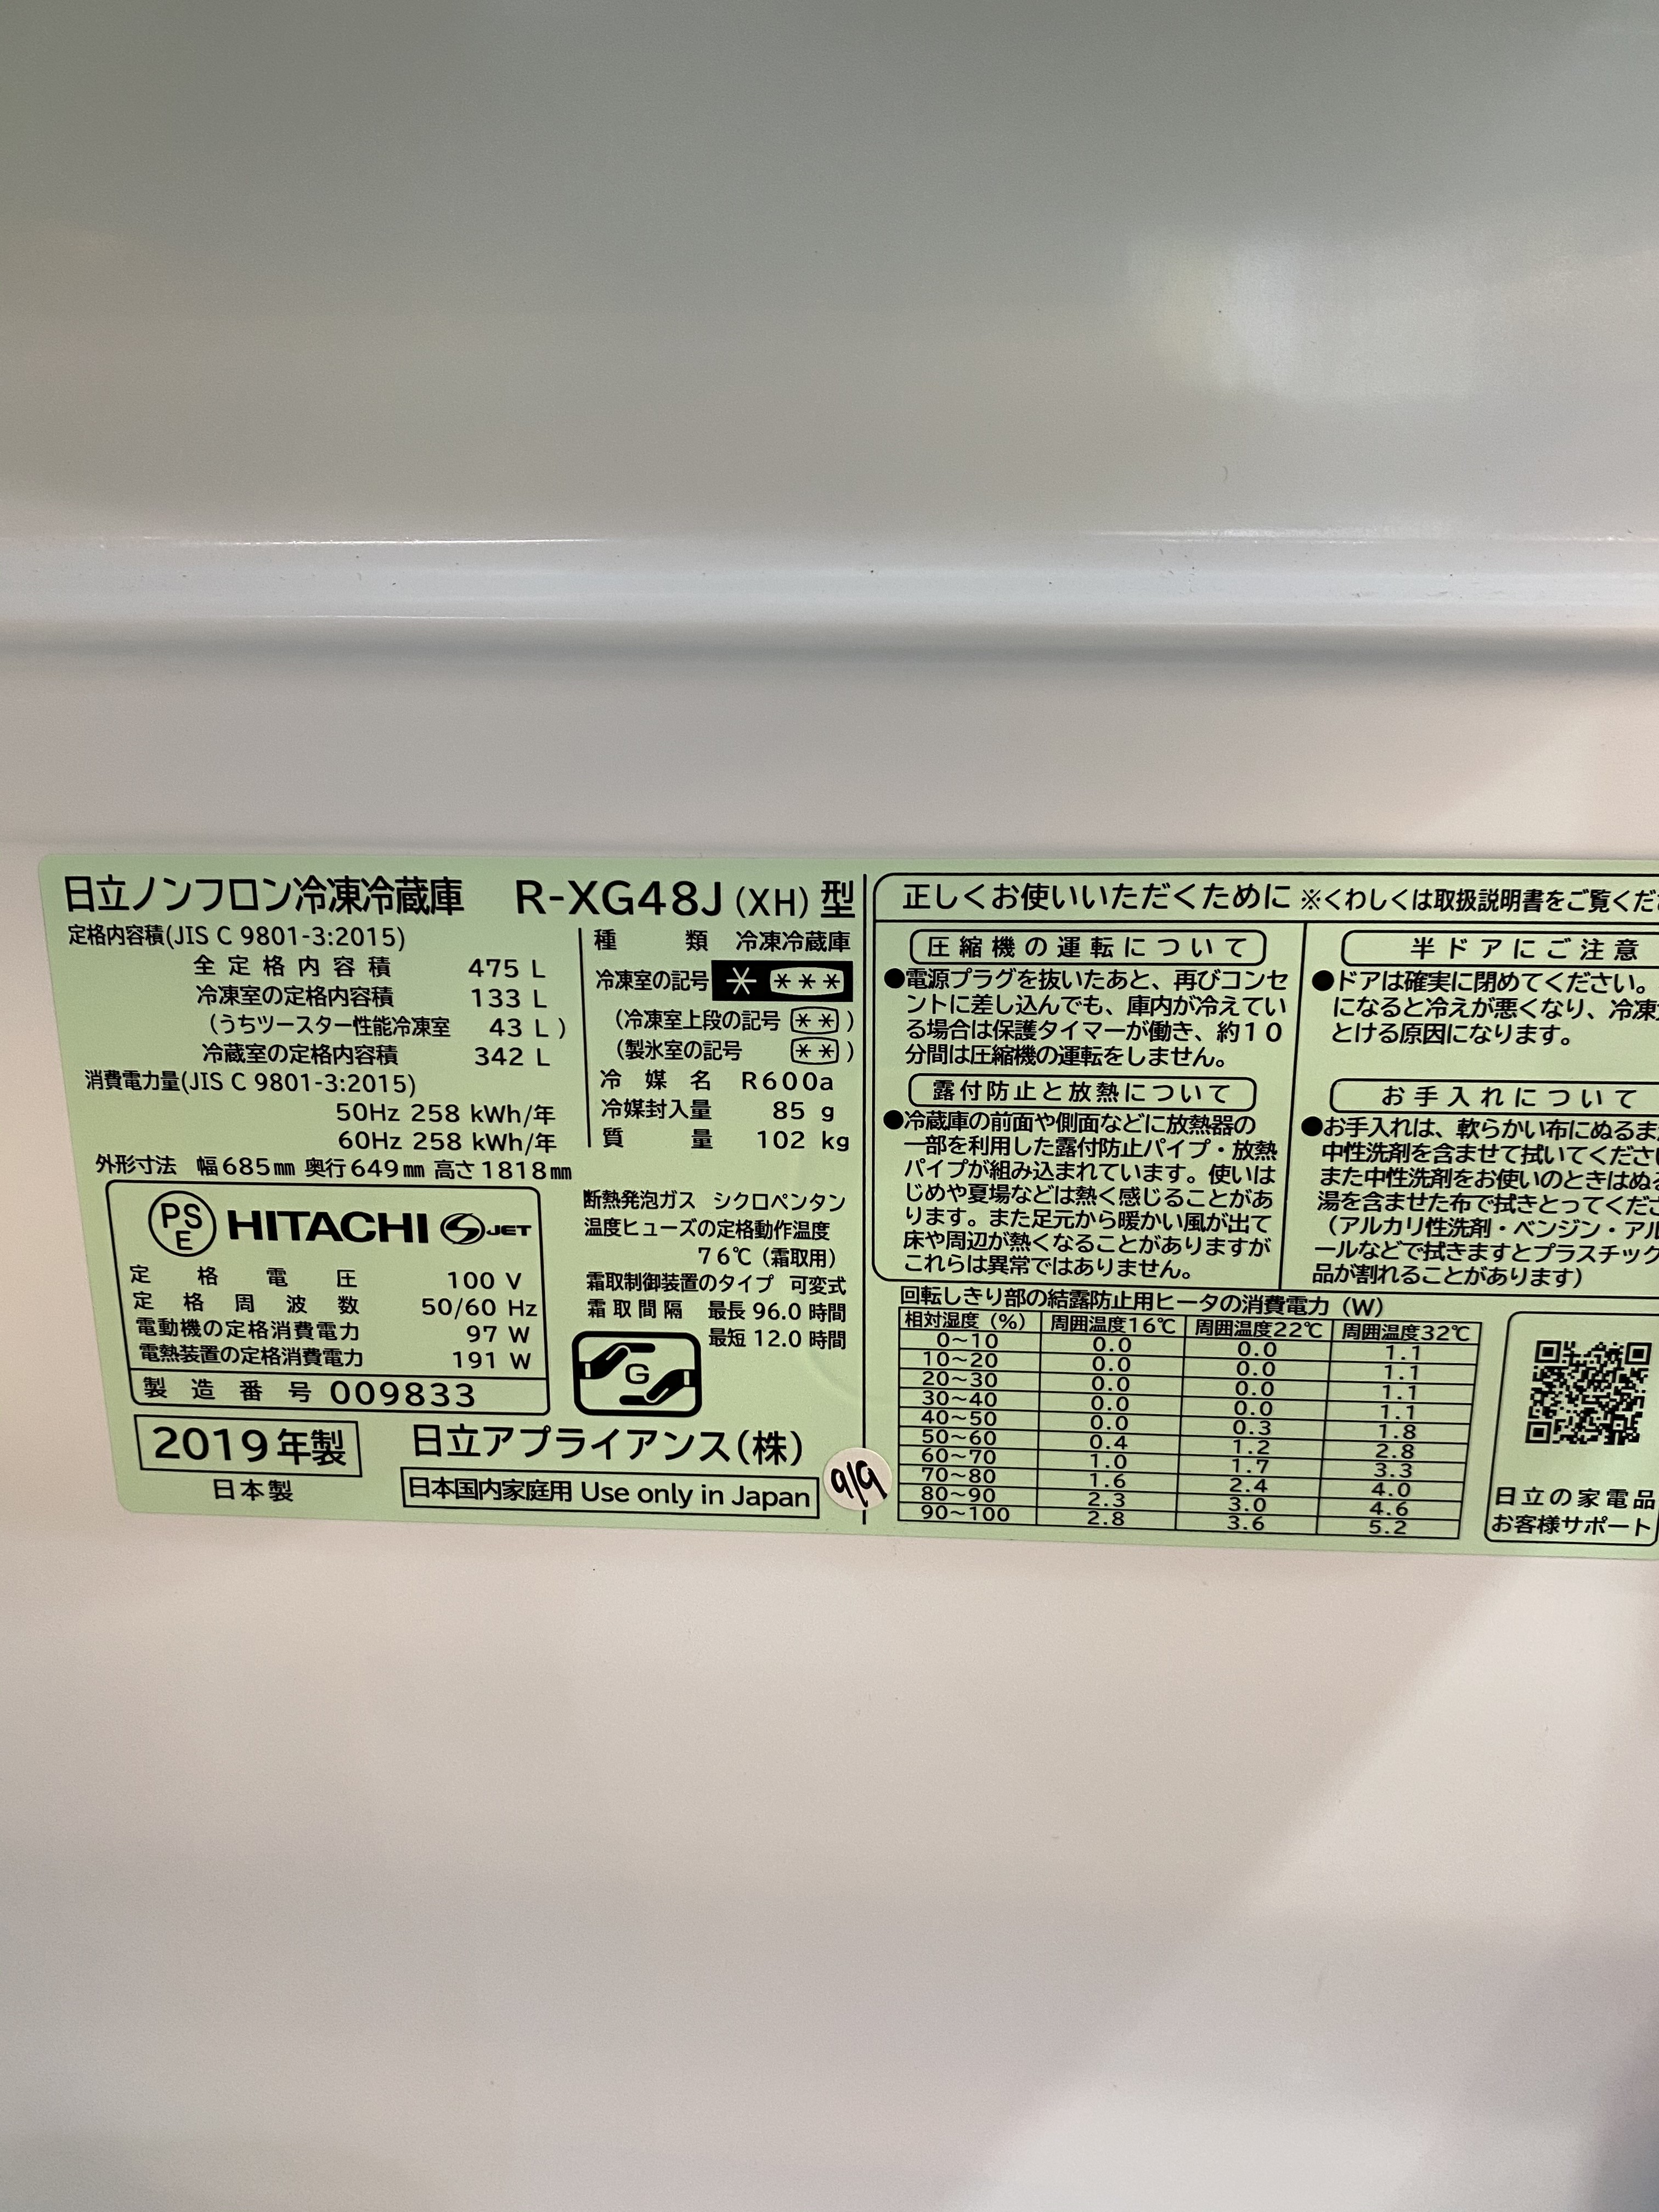 日立ノンフロン冷凍冷蔵庫 R-XG48J (XH) 型
定格内容積(JIS C 9801-3:2015)
全定格内容積 475 L
冷凍室の定格内容積 133 L
(うちツースター性能冷凍室 43 L)
冷蔵室の定格内容積 342 L
消費電力量(JIS C 9801-3:2015)
50Hz 258 kWh/年
60Hz 258 kWh/年
外形寸法 幅685㎜ 奥行649㎜ 高さ1818㎜
種類 冷凍冷蔵庫
冷凍室の記号 * ***
(冷凍室上段の記号 **)
(製氷室の記号 **)
冷媒名 R600a
冷媒封入量 85 g
質量 102 kg
PSE HITACHI S JET
定格電圧 100 V
定格周波数 50/60 Hz
電動機の定格消費電力 97 W
電熱装置の定格消費電力 191 W
製造番号 009833
断熱発泡ガス シクロペンタン
温度ヒューズの定格動作温度
76℃(霜取用)
霜取制御装置のタイプ 可変式
霜取間隔 最長 96.0 時間
最短 12.0 時間
G
2019年製
日本製
日立アプライアンス(株)
日本国内家庭用 Use only in Japan
9/9
正しくお使いいただくために ※くわしくは取扱説明書をご覧くだ
圧縮機の運転について
●電源プラグを抜いたあと、再びコンセ
ントに差し込んでも、庫内が冷えてい
る場合は保護タイマーが働き、約10
分間は圧縮機の運転をしません。
露付防止と放熱について
●冷蔵庫の前面や側面などに放熱器の
一部を利用した露付防止パイプ・放熱
パイプが組み込まれています。使いは
じめや夏場などは熱く感じることがあ
ります。また足元から暖かい風が出て
床や周辺が熱くなることがありますが
これらは異常ではありません。
半ドアにご注意
●ドアは確実に閉めてください。
になると冷えが悪くなり、冷凍
とける原因になります。
お手入れについて
●お手入れは、軟らかい布にぬるま
中性洗剤を含ませて拭いてくださ
また中性洗剤をお使いのときはぬる
湯を含ませた布で拭きとってくださ
(アルカリ性洗剤・ベンジン・アル
ールなどで拭きますとプラスチック
品が割れることがあります)
回転しきり部の結露防止用ヒータの消費電力(W)
相対湿度(%) 周囲温度16℃ 周囲温度22℃ 周囲温度32℃
0～10 0.0 0.0 1.1
10～20 0.0 0.0 1.1
20～30 0.0 0.0 1.1
30～40 0.0 0.0 1.1
40～50 0.0 0.3 1.8
50～60 0.4 1.2 2.8
60～70 1.0 1.7 3.3
70～80 1.6 2.4 4.0
80～90 2.3 3.0 4.6
90～100 2.8 3.6 5.2
日立の家電品
お客様サポート